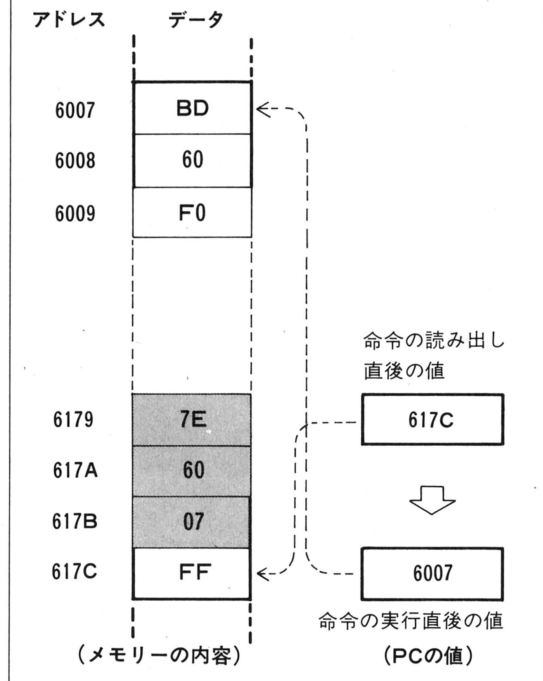 アドレス データ
6007 BD
6008 60
6009 F0
命令の読み出し
直後の値
6179 7E 617C
617A 60
617B 07
617C FF 6007
命令の実行直後の値
(メモリーの内容) (PCの値)